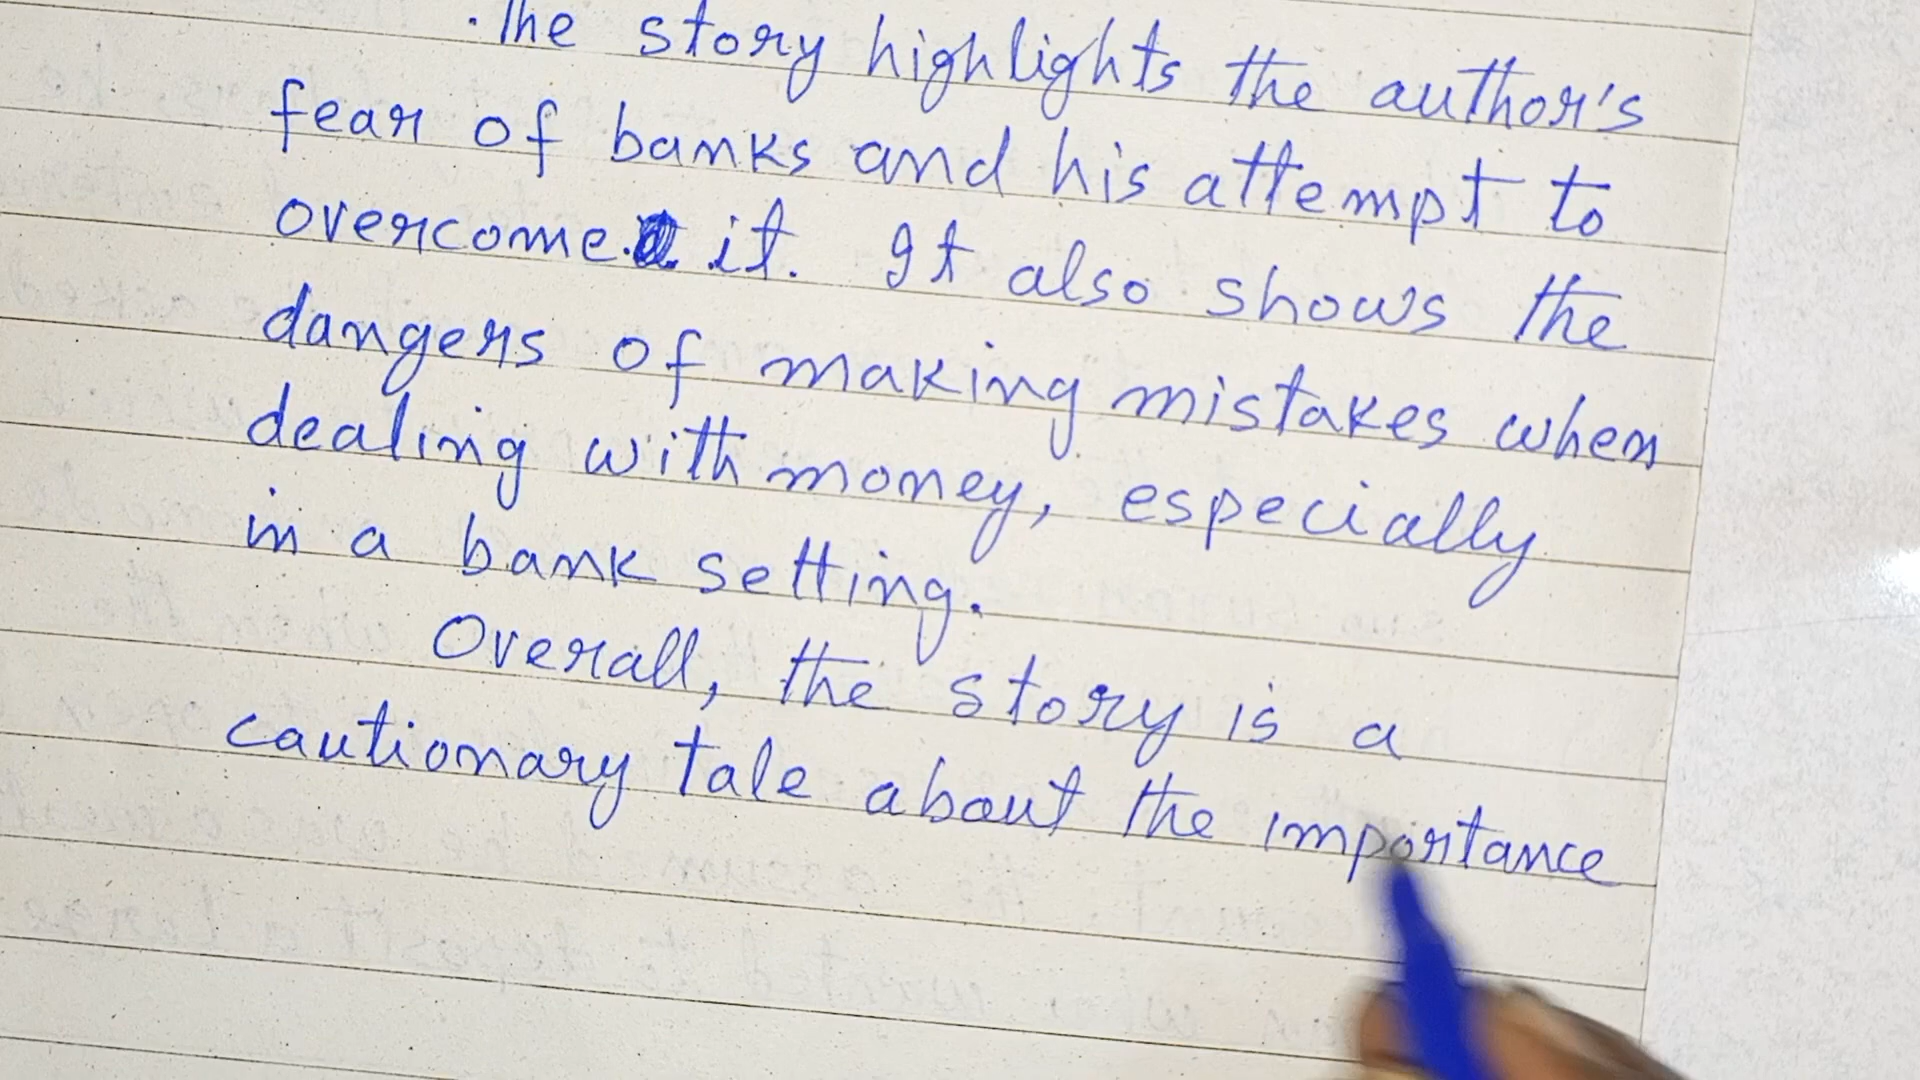 The story highlights the author's
fear of banks and his attempt to
overcome it. It also shows the
dangers of making mistakes when
dealing with money, especially
in a bank setting.
Overall, the story is a
cautionary tale about the importance